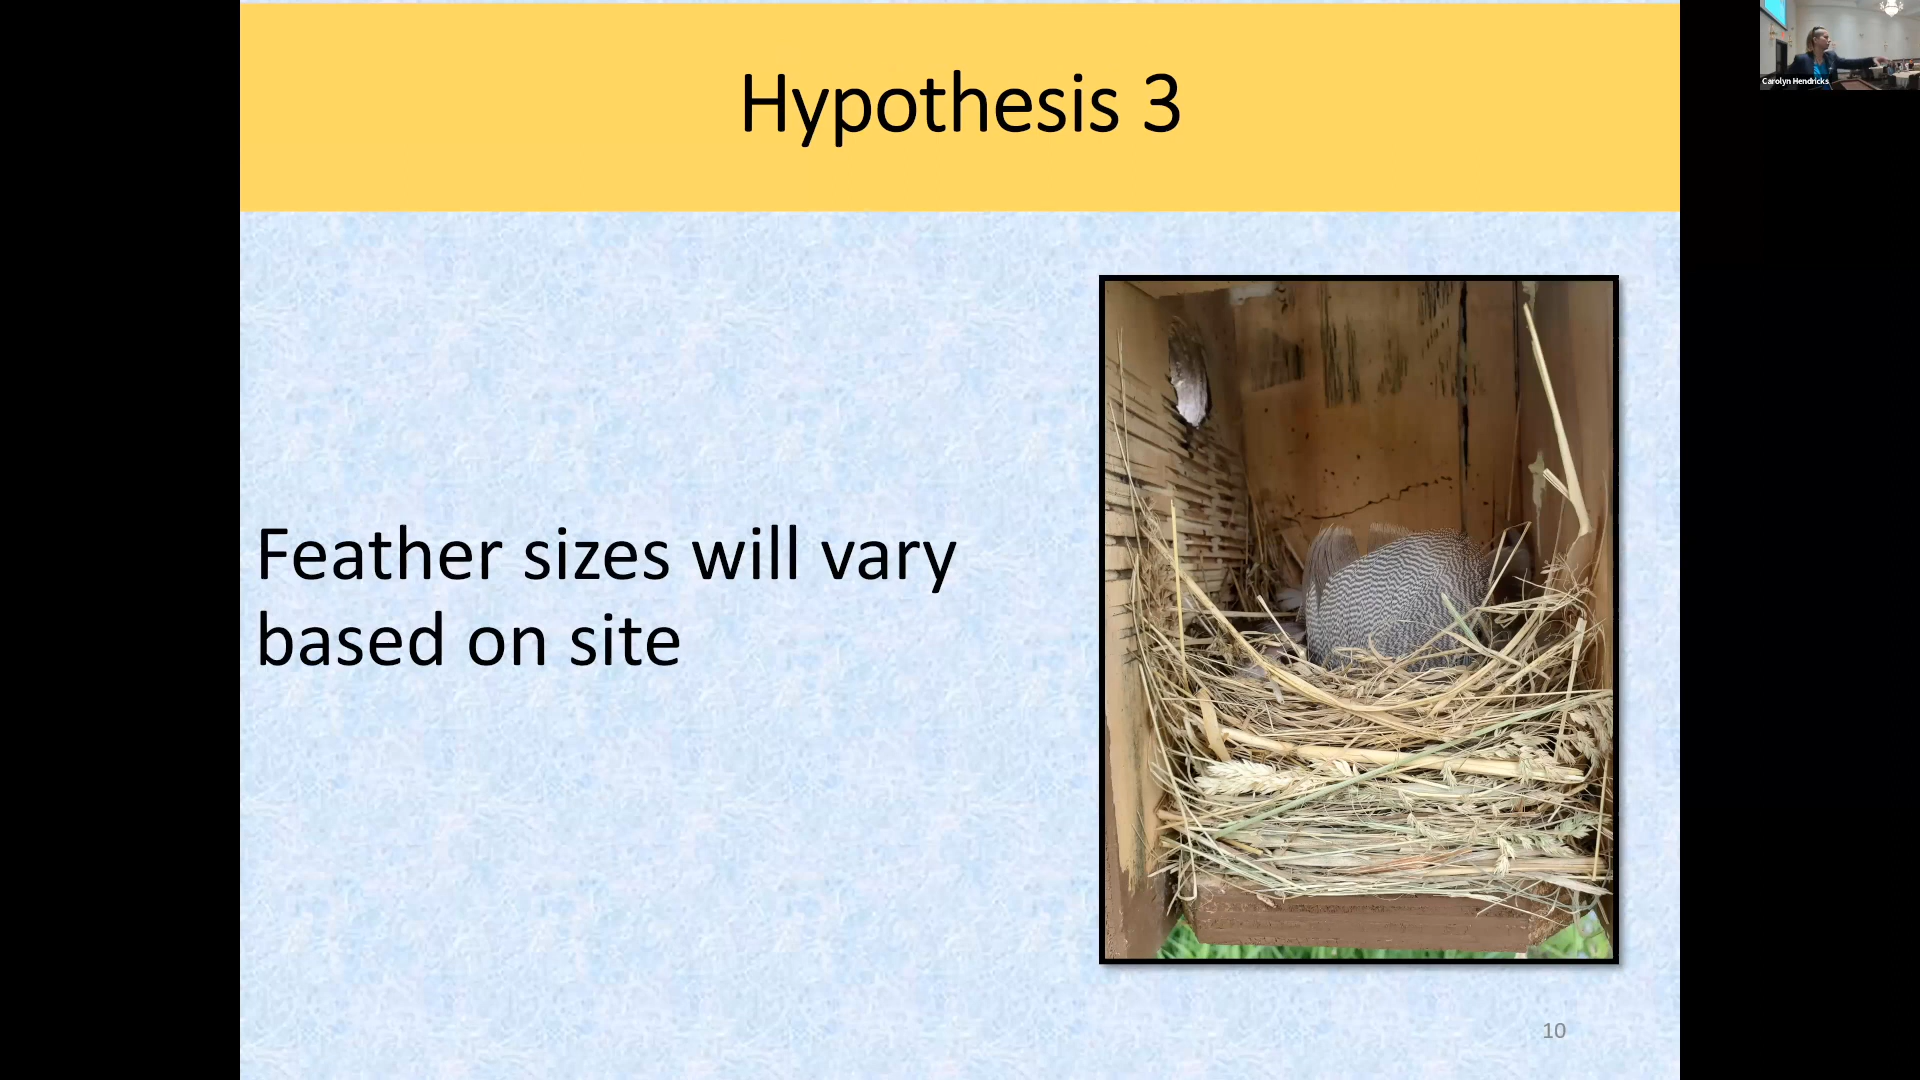 Hypothesis 3
Carolyn Hendricks
Feather sizes will vary
based on site
10